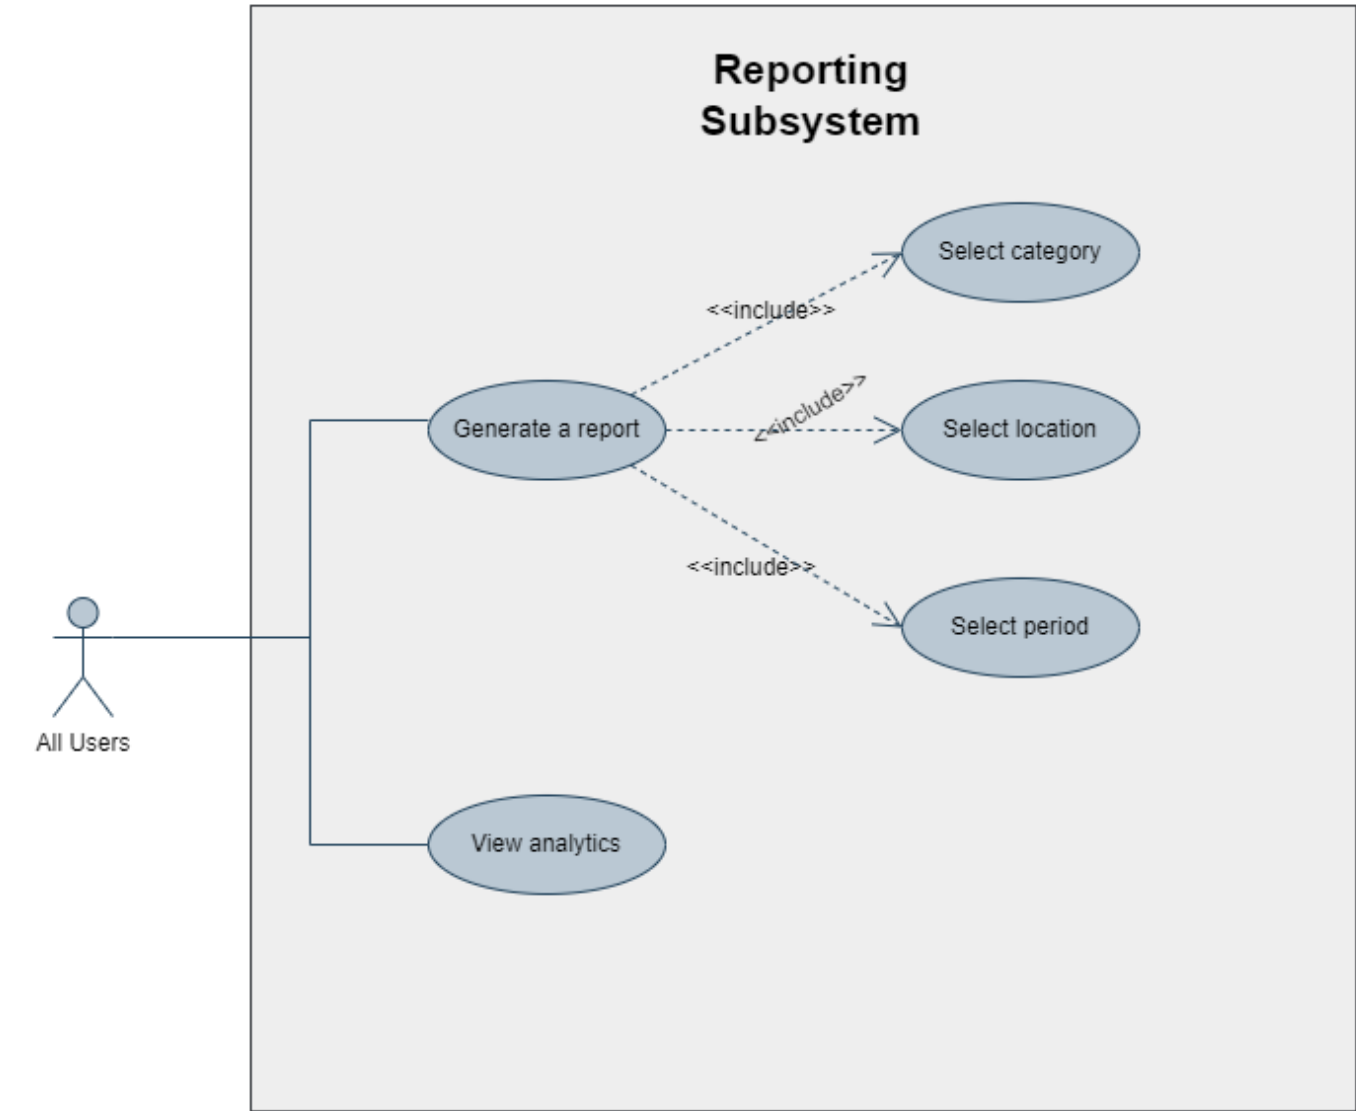 Reporting
Subsystem
Select category
<<include>>
<<include>>
Generate a report
Select location
<<include>>
Select period
All Users
View analytics